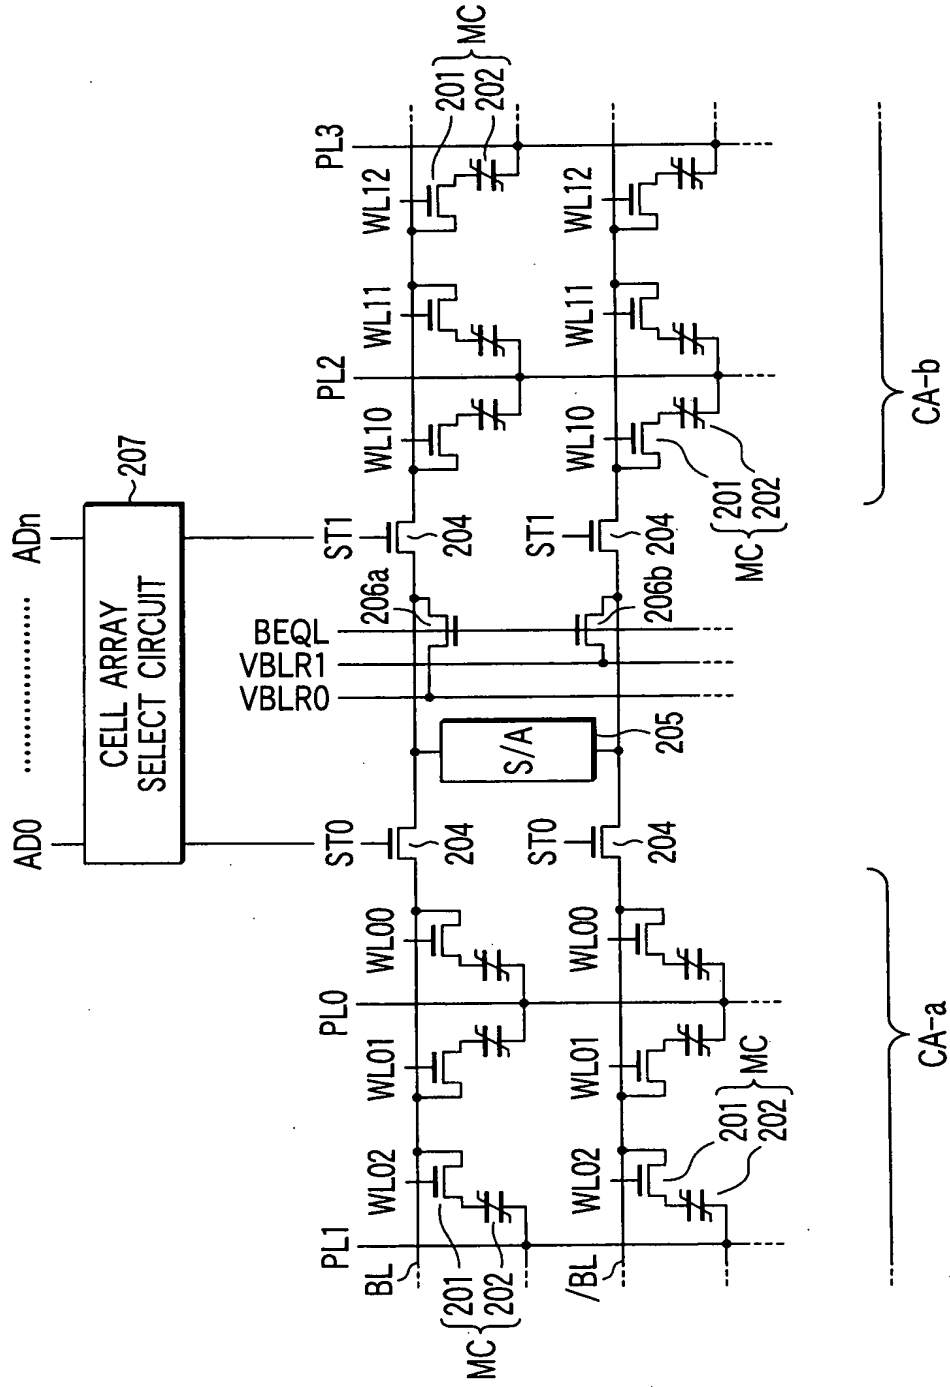 AD0 ADn
CELL ARRAY
SELECT CIRCUIT
207
BEQL
VBLR1
VBLR0
PL1 WL02 WL01 PL0 WL00 ST0 206a ST1 WL10 PL2 WL11 WL12 PL3
BL
201
202
MC
204
204
201
202
MC
S/A
205
/BL WL02 WL01 WL00 ST0 206b ST1 WL10 WL11 WL12
201
202
MC
204
204
201
202
MC
CA-a
CA-b